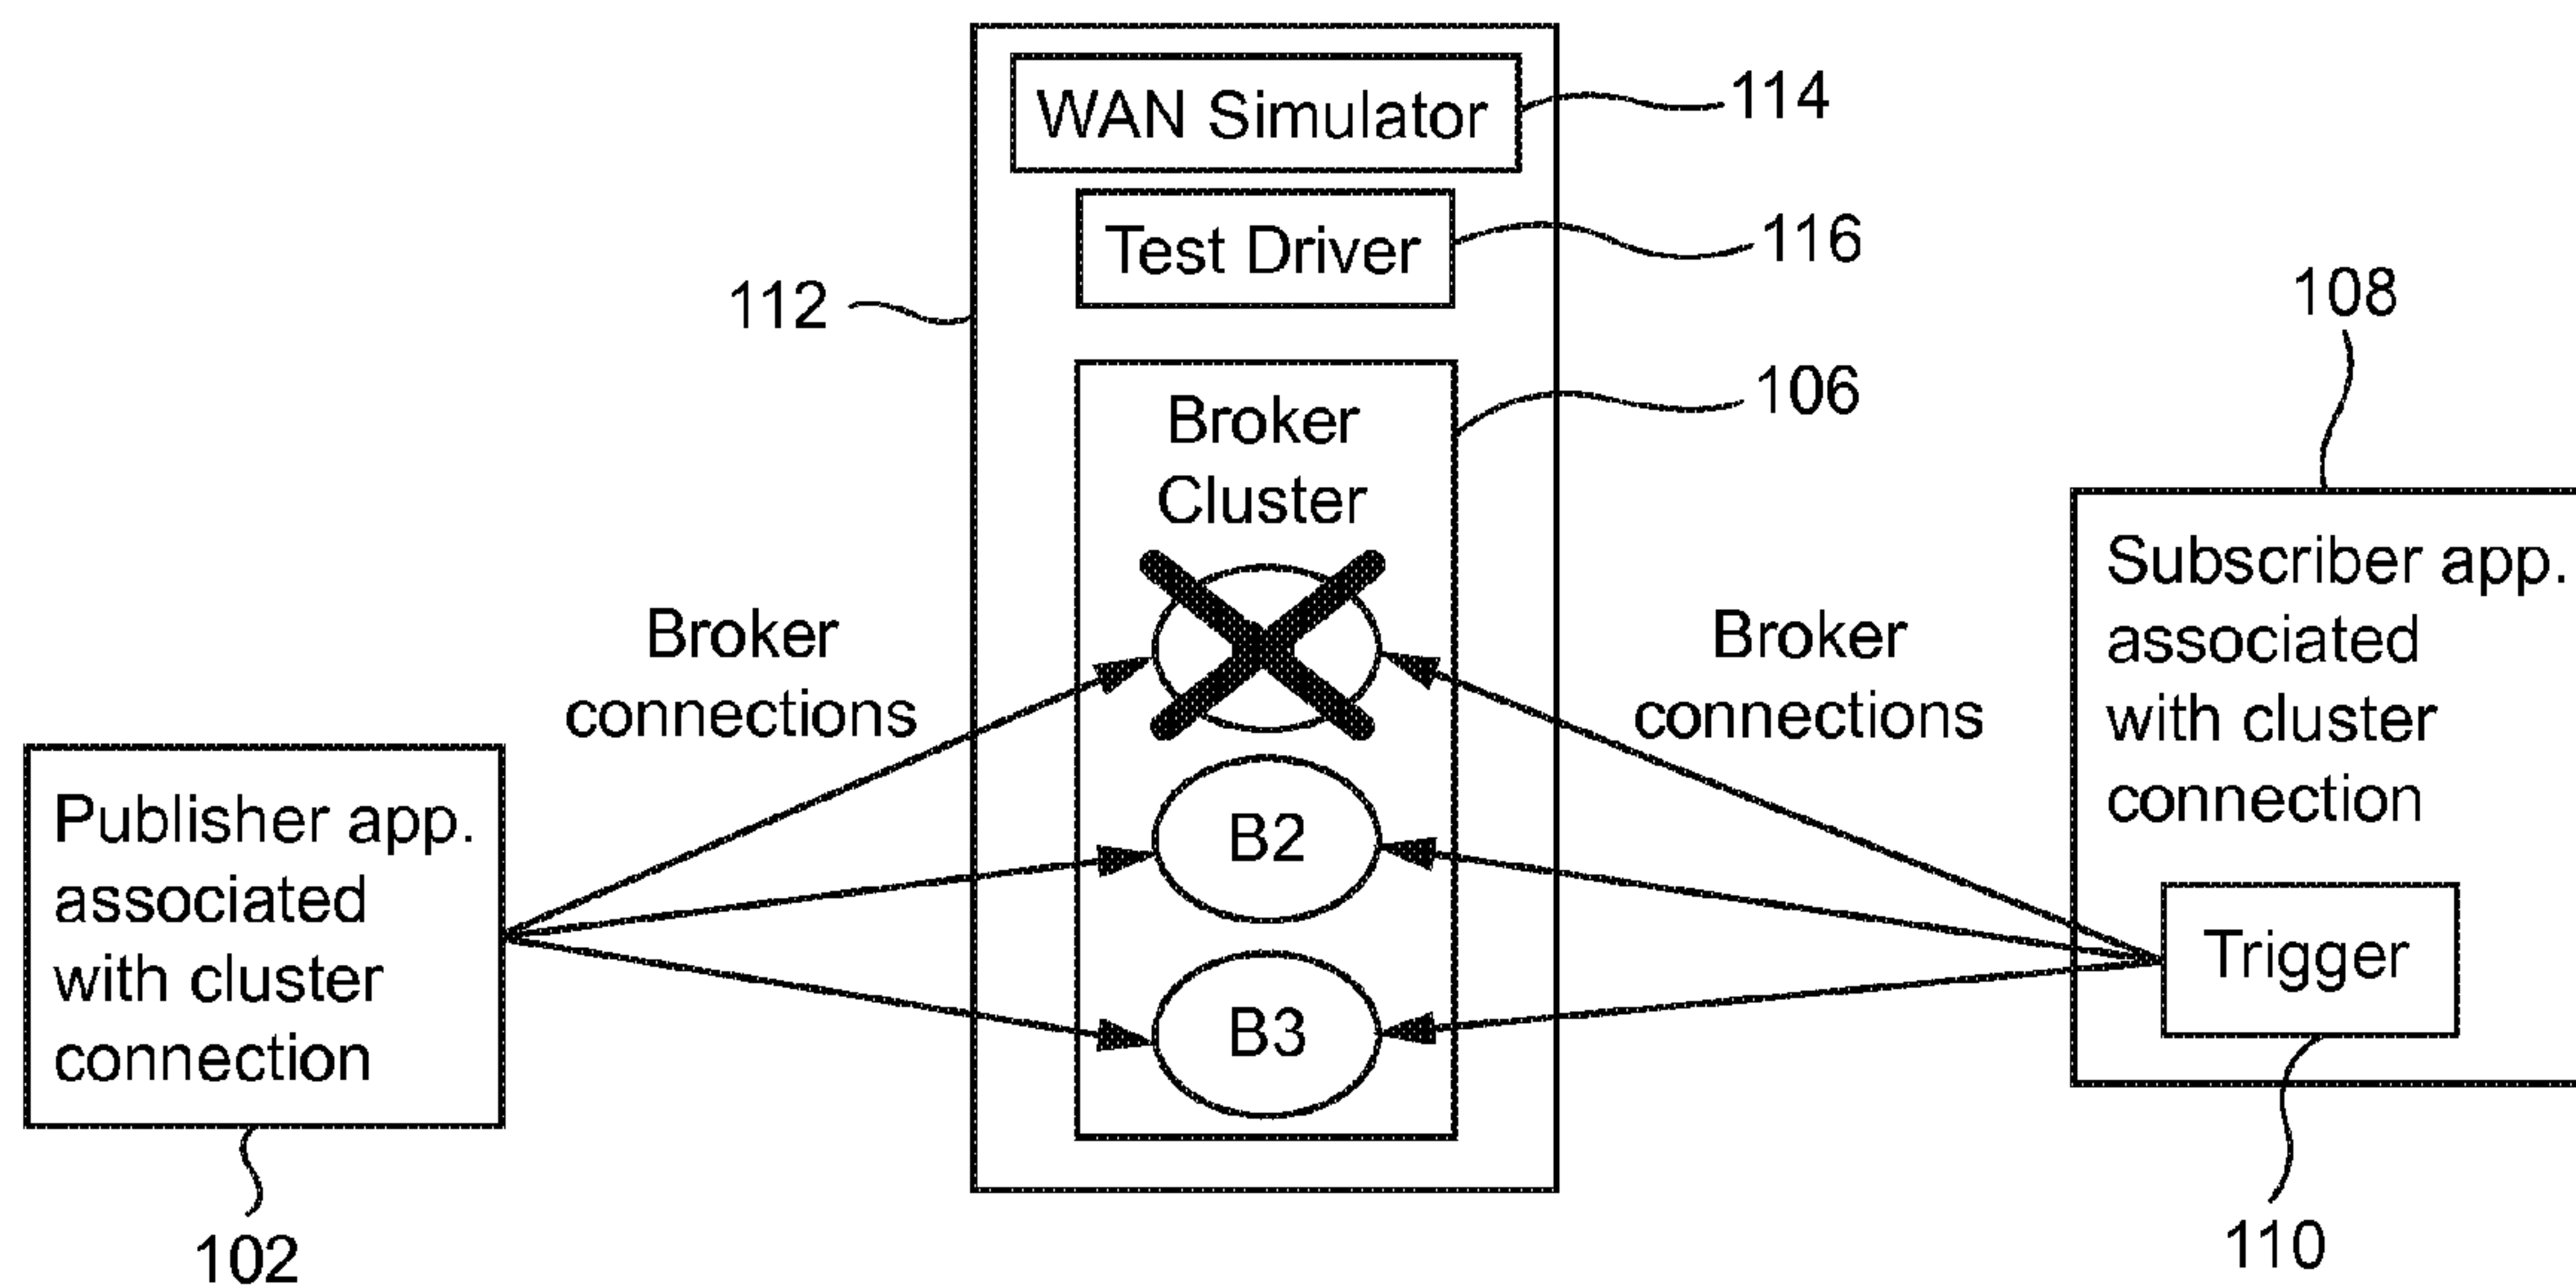 WAN Simulator
114
Test Driver
116
112
108
106
Broker
Cluster
Broker
connections
Broker
connections
Subscriber app.
associated
with cluster
connection
Publisher app.
associated
with cluster
connection
B2
B3
Trigger
102
110